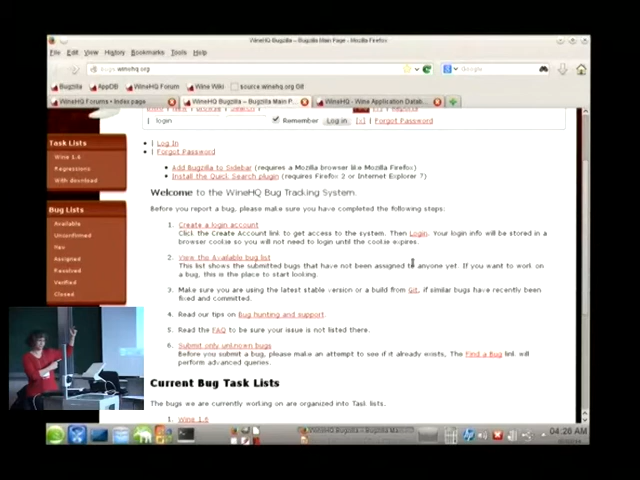 WineHQ Bugzilla – Bugzilla Main Page - Mozilla Firefox
File Edit View History Bookmarks Tools Help
bugs.winehq.org
Google
Bugzilla AppDB WineHQ Forum Wine Wiki source.winehq.org Git
WineHQ Forums • Index page
WineHQ Bugzilla – Bugzilla Main P...
WineHQ - Wine Application Datab...
login
Remember
Log in
[x] | Forgot Password
Task Lists
Wine 1.6
Regressions
With download
Bug Lists
Available
Unconfirmed
New
Assigned
Resolved
Verified
Closed
| Log In
| Forgot Password
Add Bugzilla to Sidebar (requires a Mozilla browser like Mozilla Firefox)
Install the Quick Search plugin (requires Firefox 2 or Internet Explorer 7)
Welcome to the WineHQ Bug Tracking System.
Before you report a bug, please make sure you have completed the following steps:
1. Create a login account
Click the Create Account link to get access to the system. Then Login. Your login info will be stored in a
browser cookie so you will not need to login until the cookie expires.
2. View the Available bug list
This list shows the submitted bugs that have not been assigned to anyone yet. If you want to work on
a bug, this is the place to start looking.
3. Make sure you are using the latest stable version or a build from Git, if similar bugs have recently been
fixed and committed.
4. Read our tips on Bug hunting and support.
5. Read the FAQ to be sure your issue is not listed there.
6. Submit only unknown bugs
Before you submit a bug, please make an attempt to see if it already exists, The Find a Bug link will
perform advanced queries.
Current Bug Task Lists
The bugs we are currently working on are organized into Task lists.
1. Wine 1.6
04:26 AM